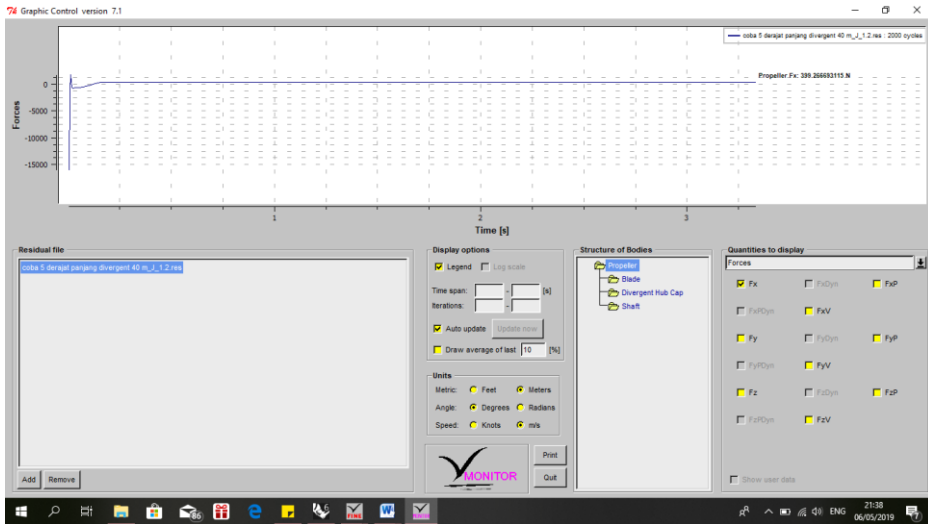 Graphic Control version 7.1
coba 5 derajat panjang divergent 40 m_J_1.2.res : 2000 cycles
Propeller:Fx: 399.266693115.N
Forces
0
-5000
-10000
-15000
1
2
3
Time [s]
Residual file
coba 5 derajat panjang divergent 40 m_J_1.2.res
Add
Remove
Display options
Legend
Log scale
Time span:
-
[s]
Iterations:
-
Auto update
Update now
Draw average of last
10
[%]
Units
Metric:
Feet
Meters
Angle:
Degrees
Radians
Speed:
Knots
m/s
MONITOR
Print
Quit
Structure of Bodies
Propeller
Blade
Divergent Hub Cap
Shaft
Quantities to display
Forces
Fx
FxDyn
FxP
FxPDyn
FxV
Fy
FyDyn
FyP
FyPDyn
FyV
Fz
FzDyn
FzP
FzPDyn
FzV
Show user data
86
ENG
21:38
06/05/2019